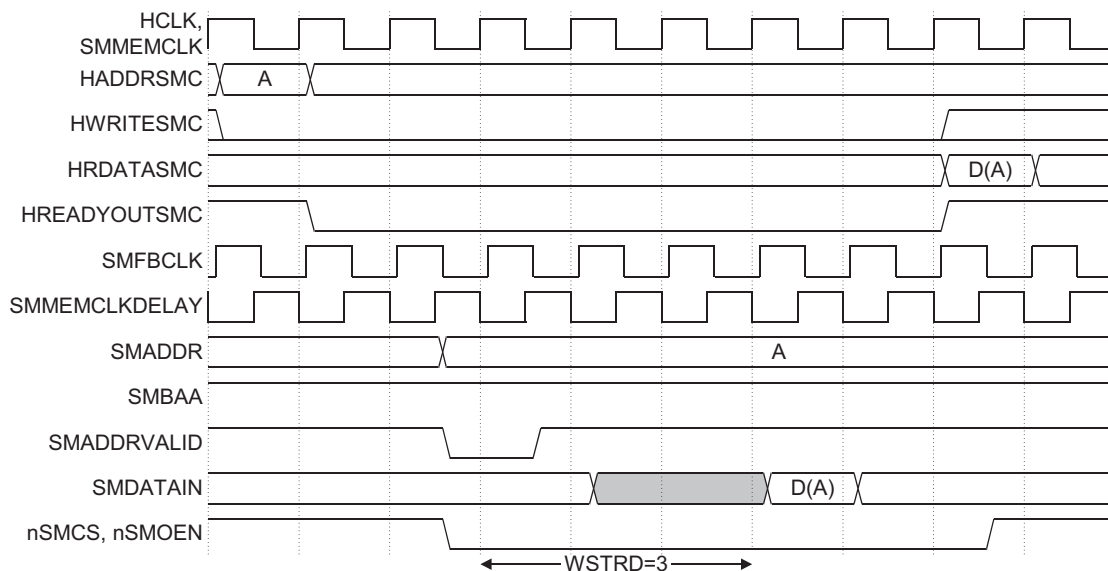 HCLK,
SMMEMCLK
HADDRSMC
A
HWRITESMC
HRDATASMC
D(A)
HREADYOUTSMC
SMFBCLK
SMMEMCLKDELAY
SMADDR
A
SMBAA
SMADDRVALID
SMDATAIN
D(A)
nSMCS, nSMOEN
WSTRD=3